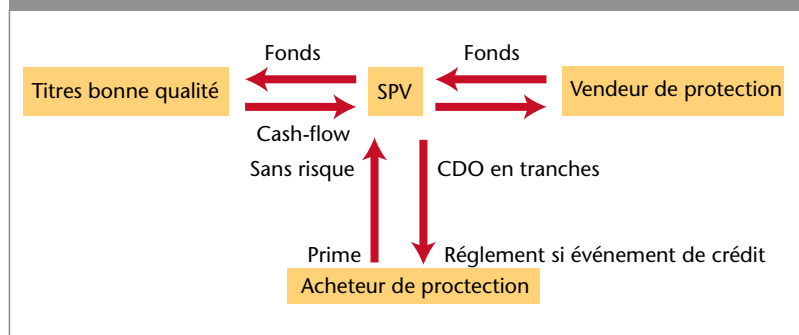 Fonds
Fonds
Titres bonne qualité
SPV
Vendeur de protection
Cash-flow
Sans risque
CDO en tranches
Prime
Réglement si événement de crédit
Acheteur de proctection